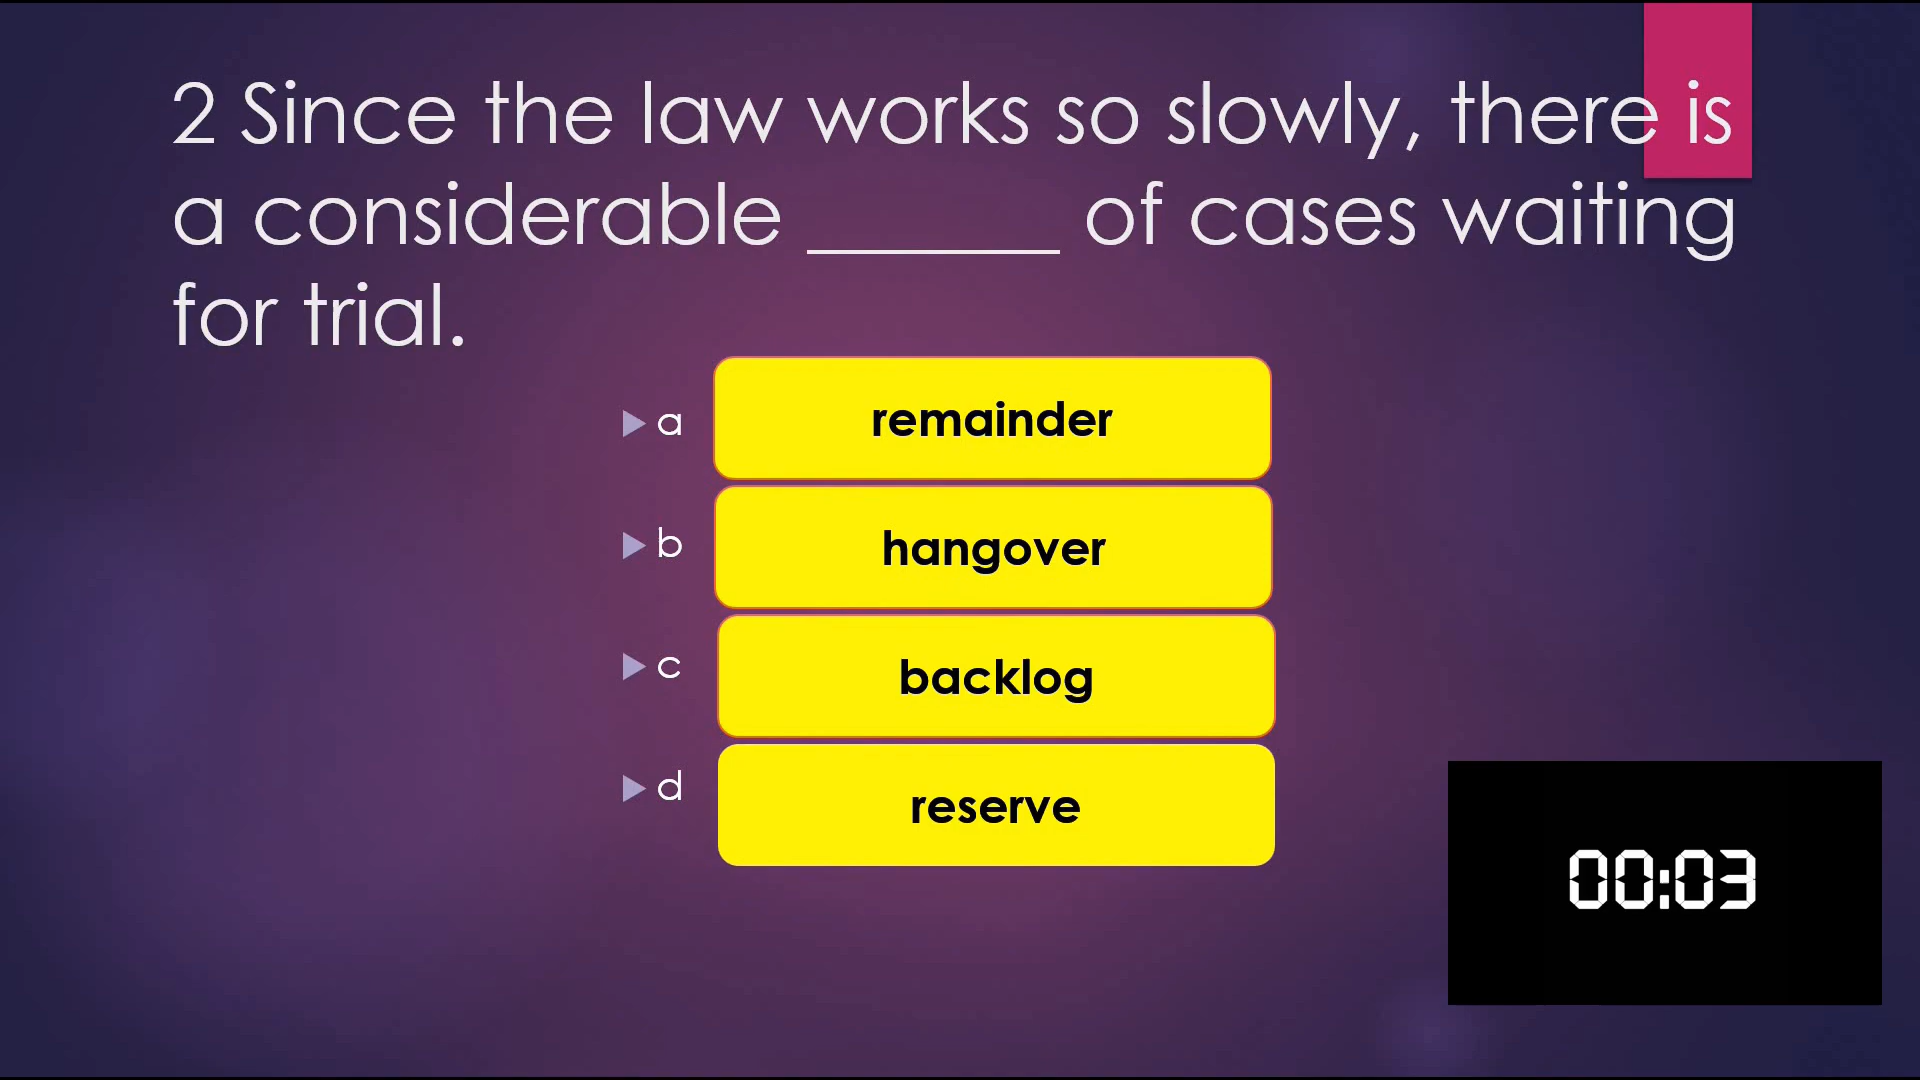 2 Since the law works so slowly, there is
a considerable ______ of cases waiting
for trial.
a remainder
b hangover
c backlog
d reserve
00:03